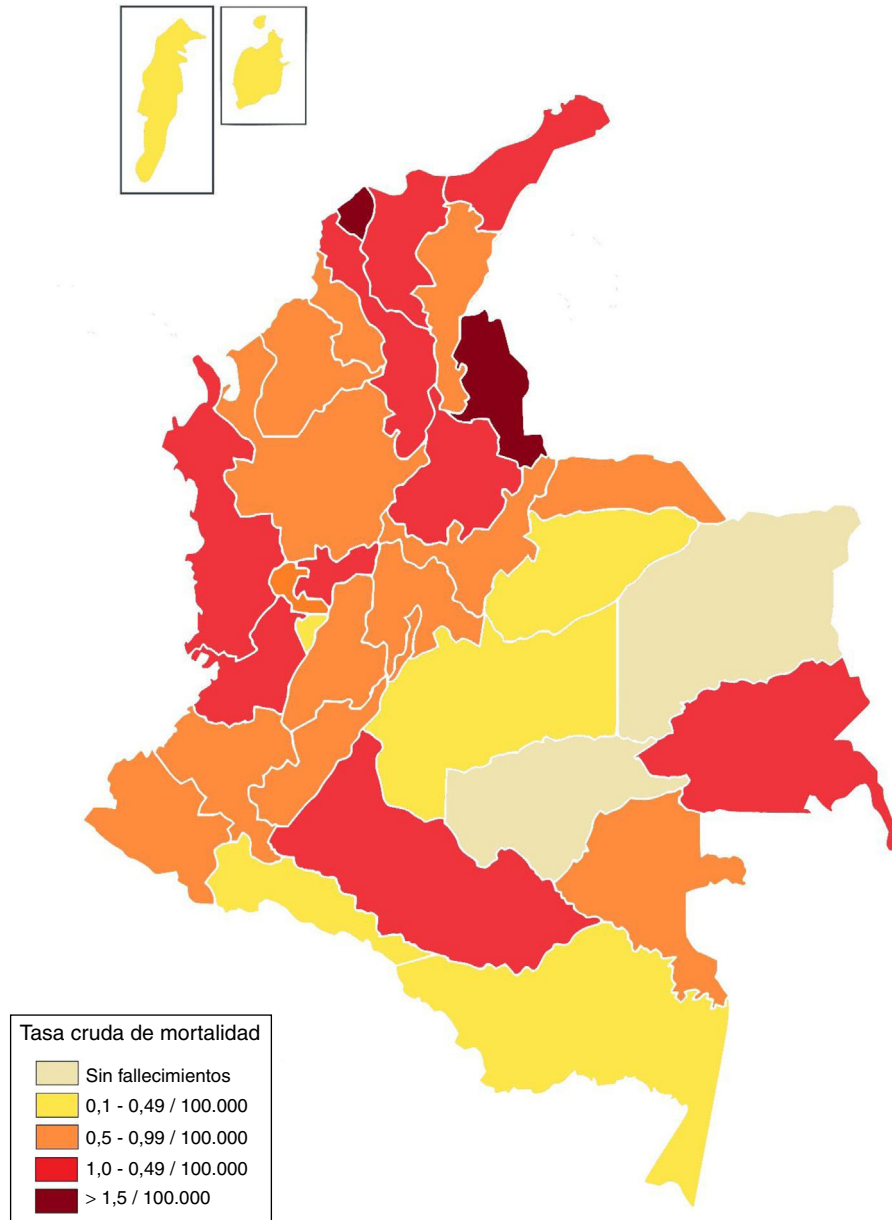 Tasa cruda de mortalidad
Sin fallecimientos
0,1 - 0,49 / 100.000
0,5 - 0,99 / 100.000
1,0 - 0,49 / 100.000
> 1,5 / 100.000